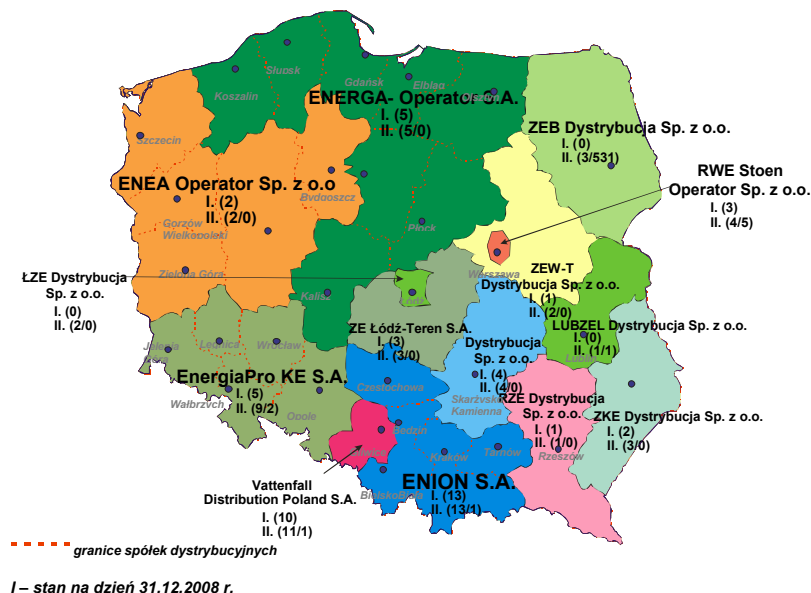 Słupsk
Koszalin
Gdańsk
Elbląg
Olsztyn
ENERGA- Operator S.A.
I. (5)
II. (5/0)
Szczecin
ZEB Dystrybucja Sp. z o.o.
I. (0)
II. (3/531)
RWE Stoen
Operator Sp. z o.o.
I. (3)
II. (4/5)
ENEA Operator Sp. z o.o
I. (2)
II. (2/0)
Bydgoszcz
Gorzów
Wielkopolski
Płock
Zielona Góra
Warszawa
ŁZE Dystrybucja
Sp. z o.o.
I. (0)
II. (2/0)
Kalisz
Łódź
ZEW-T
Dystrybucja Sp. z o.o.
I. (1)
II. (2/0)
ZE Łódź-Teren S.A.
I. (3)
II. (3/0)
LUBZEL Dystrybucja Sp. z o.o.
I. (0)
II. (1/1)
Lublin
Dystrybucja
Sp. z o.o.
I. (4)
II. (4/0)
Skarżysko
Kamienna
Jelenia
Góra
Legnica
Wrocław
EnergiaPro KE S.A.
I. (5)
II. (9/2)
Wałbrzych
Opole
Częstochowa
RZE Dystrybucja
Sp. z o.o.
I. (1)
II. (1/0)
Rzeszów
ZKE Dystrybucja Sp. z o.o.
I. (2)
II. (3/0)
Będzin
Gliwice
Kraków
Tarnów
Bielsko Biała
ENION S.A.
I. (13)
II. (13/1)
Vattenfall
Distribution Poland S.A.
I. (10)
II. (11/1)
granice spółek dystrybucyjnych
I – stan na dzień 31.12.2008 r.